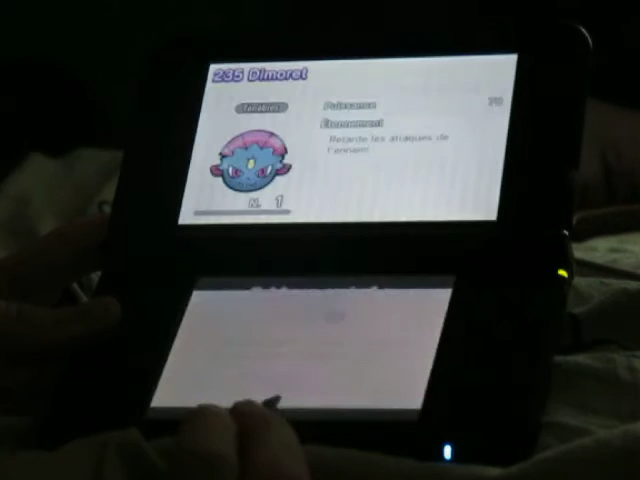 235 Dimoret
Ténèbres
Puissance 70
Étonnement
Retarde les attaques de
l'ennemi
N. 1